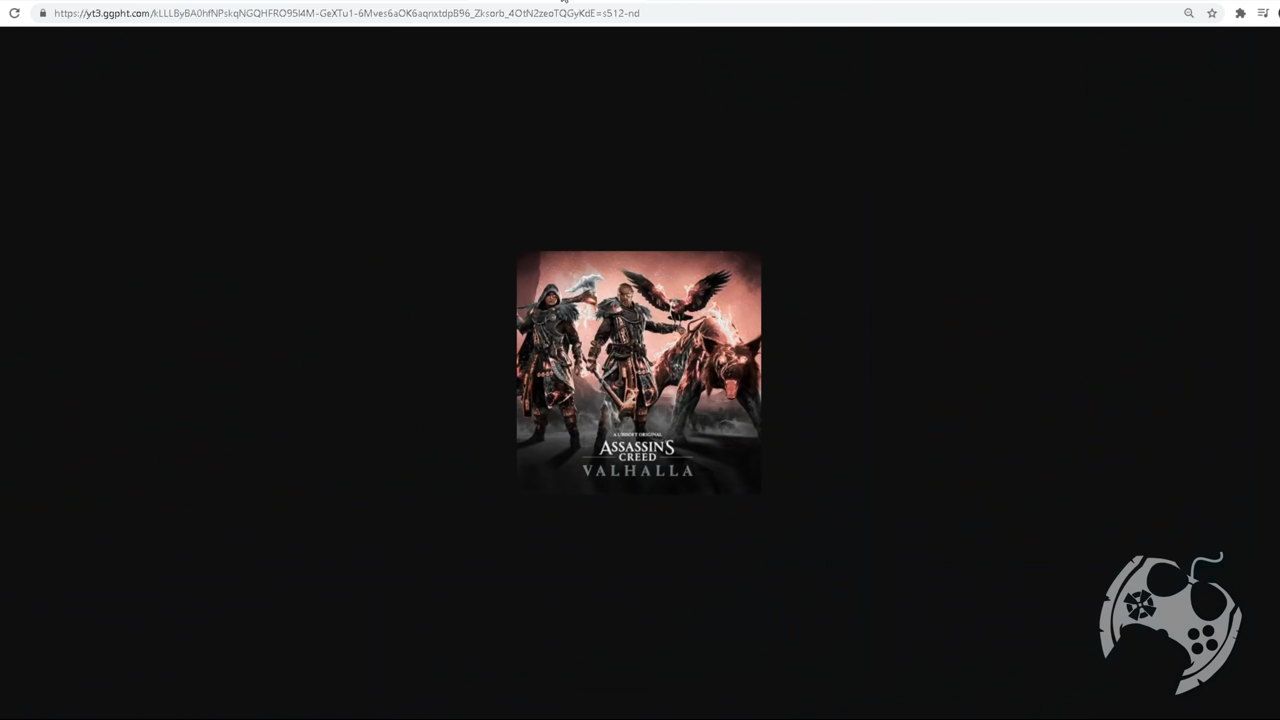 https://yt3.ggpht.com/kLLLByBA0hfNPskqNGQHFRO95I4M-GeXTu1-6Mves6aOK6aqnxtdpB96_Zksorb_4OtN2zeoTQGyKdE=s512-nd
A UBISOFT ORIGINAL
ASSASSIN'S
CREED
VALHALLA